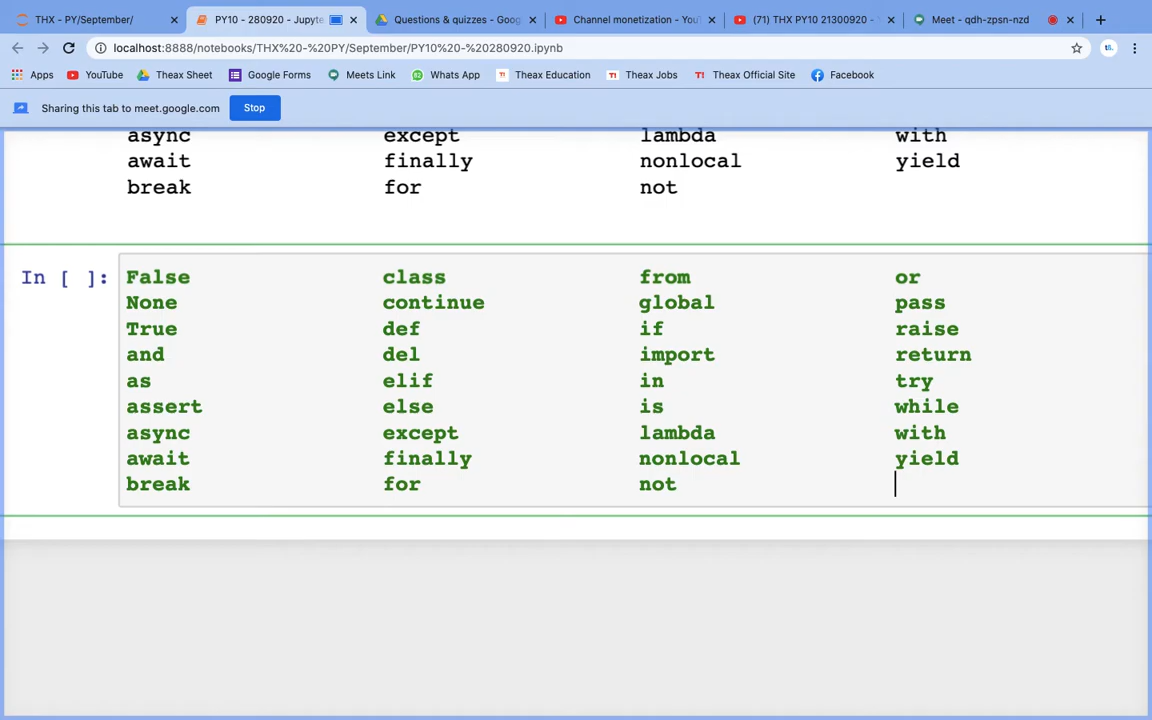 THX - PY/September/ PY10 - 280920 - Jupyte Questions & quizzes - Goog Channel monetization - YouT (71) THX PY10 21300920 - Meet - qdh-zpsn-nzd
localhost:8888/notebooks/THX%20-%20PY/September/PY10%20-%20280920.ipynb
Apps YouTube Theax Sheet Google Forms Meets Link Whats App Theax Education Theax Jobs Theax Official Site Facebook
Sharing this tab to meet.google.com Stop
async except lambda with
await finally nonlocal yield
break for not
In [ ]: False class from or
None continue global pass
True def if raise
and del import return
as elif in try
assert else is while
async except lambda with
await finally nonlocal yield
break for not